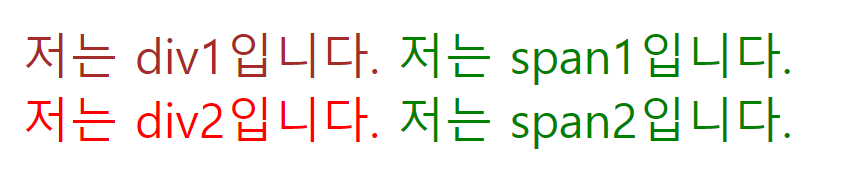 저는 div1입니다. 저는 span1입니다.
저는 div2입니다. 저는 span2입니다.